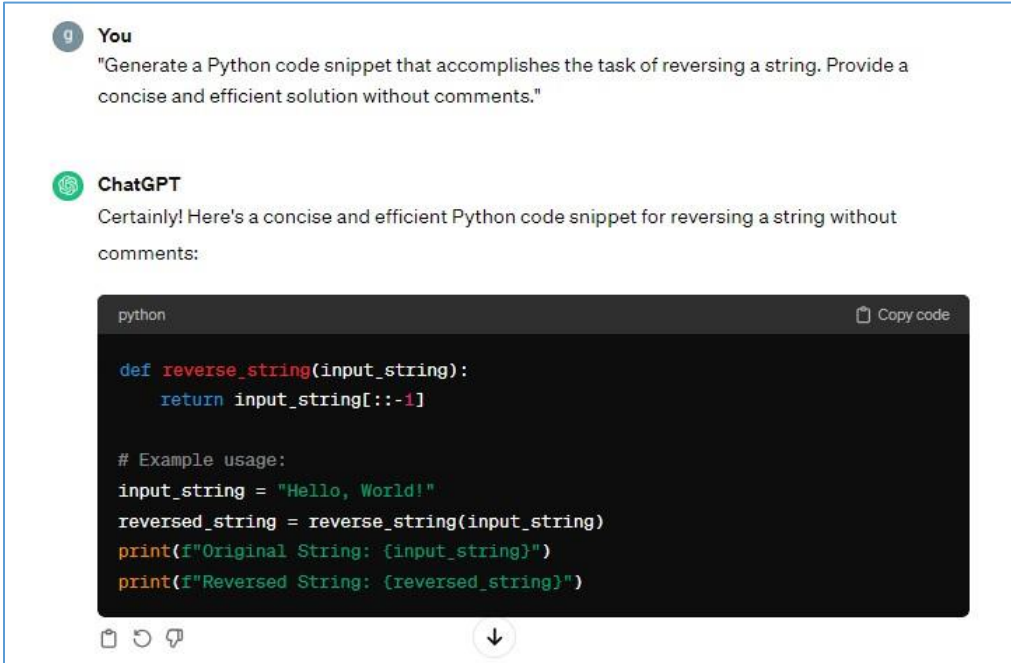 g
You
"Generate a Python code snippet that accomplishes the task of reversing a string. Provide a
concise and efficient solution without comments."
ChatGPT
Certainly! Here's a concise and efficient Python code snippet for reversing a string without
comments:
python
Copy code
def reverse_string(input_string):
    return input_string[::-1]
# Example usage:
input_string = "Hello, World!"
reversed_string = reverse_string(input_string)
print(f"Original String: {input_string}")
print(f"Reversed String: {reversed_string}")